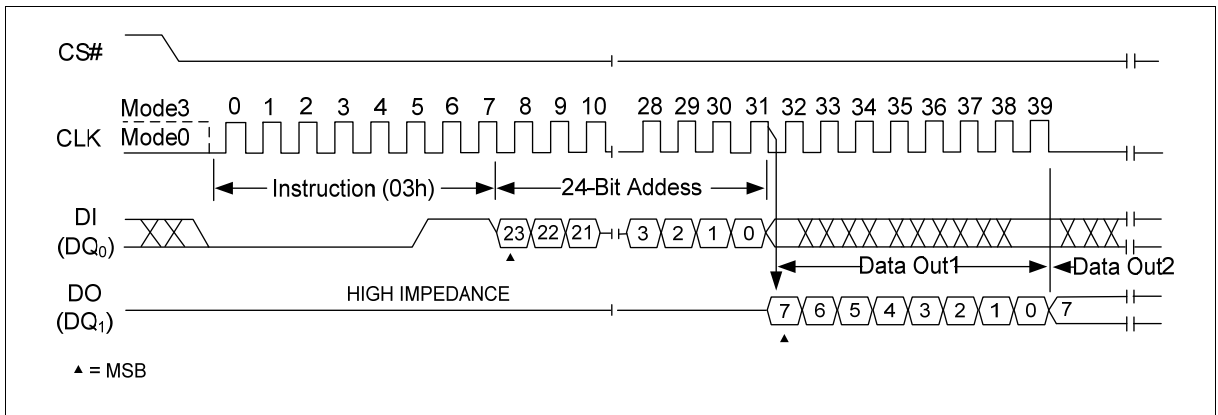 CS#
Mode3 0 1 2 3 4 5 6 7 8 9 10 28 29 30 31 32 33 34 35 36 37 38 39
CLK Mode0
Instruction (03h) 24-Bit Addess
DI
(DQ0) 23 22 21 3 2 1 0
Data Out1 Data Out2
DO HIGH IMPEDANCE
(DQ1) 7 6 5 4 3 2 1 0 7
▲ = MSB